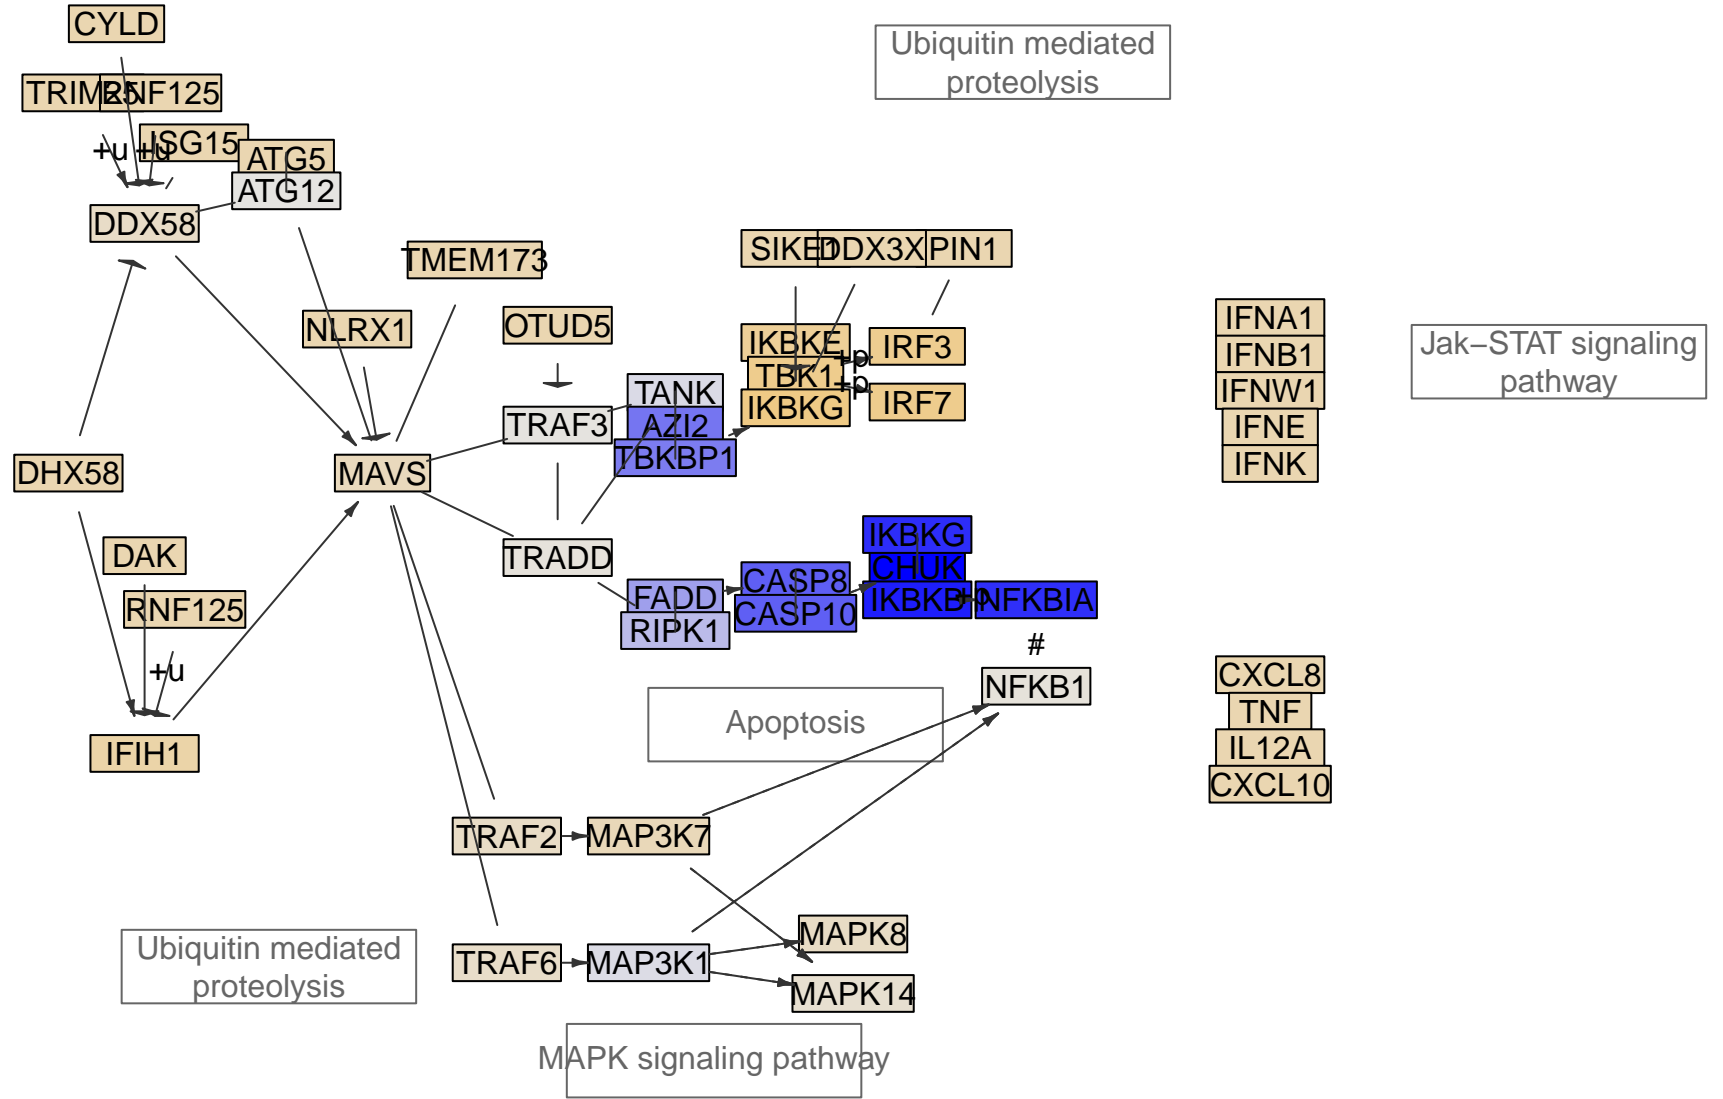 CYLD
Ubiquitin mediated
proteolysis
TRIM25
RNF125
ISG15
+u
+u
ATG5
ATG12
DDX58
TMEM173
SIKE1
DDX3X
PIN1
NLRX1
OTUD5
IKBKE
TBK1
IKBKG
+p
+p
IRF3
IRF7
IFNA1
IFNB1
IFNW1
IFNE
IFNK
Jak−STAT signaling
pathway
TANK
AZI2
TBKBP1
TRAF3
DHX58
MAVS
DAK
RNF125
+u
TRADD
FADD
RIPK1
CASP8
CASP10
IKBKG
CHUK
IKBKB
+p
NFKBIA
#
NFKB1
CXCL8
TNF
IL12A
CXCL10
Apoptosis
IFIH1
TRAF2
MAP3K7
MAPK8
TRAF6
MAP3K1
MAPK14
Ubiquitin mediated
proteolysis
MAPK signaling pathway